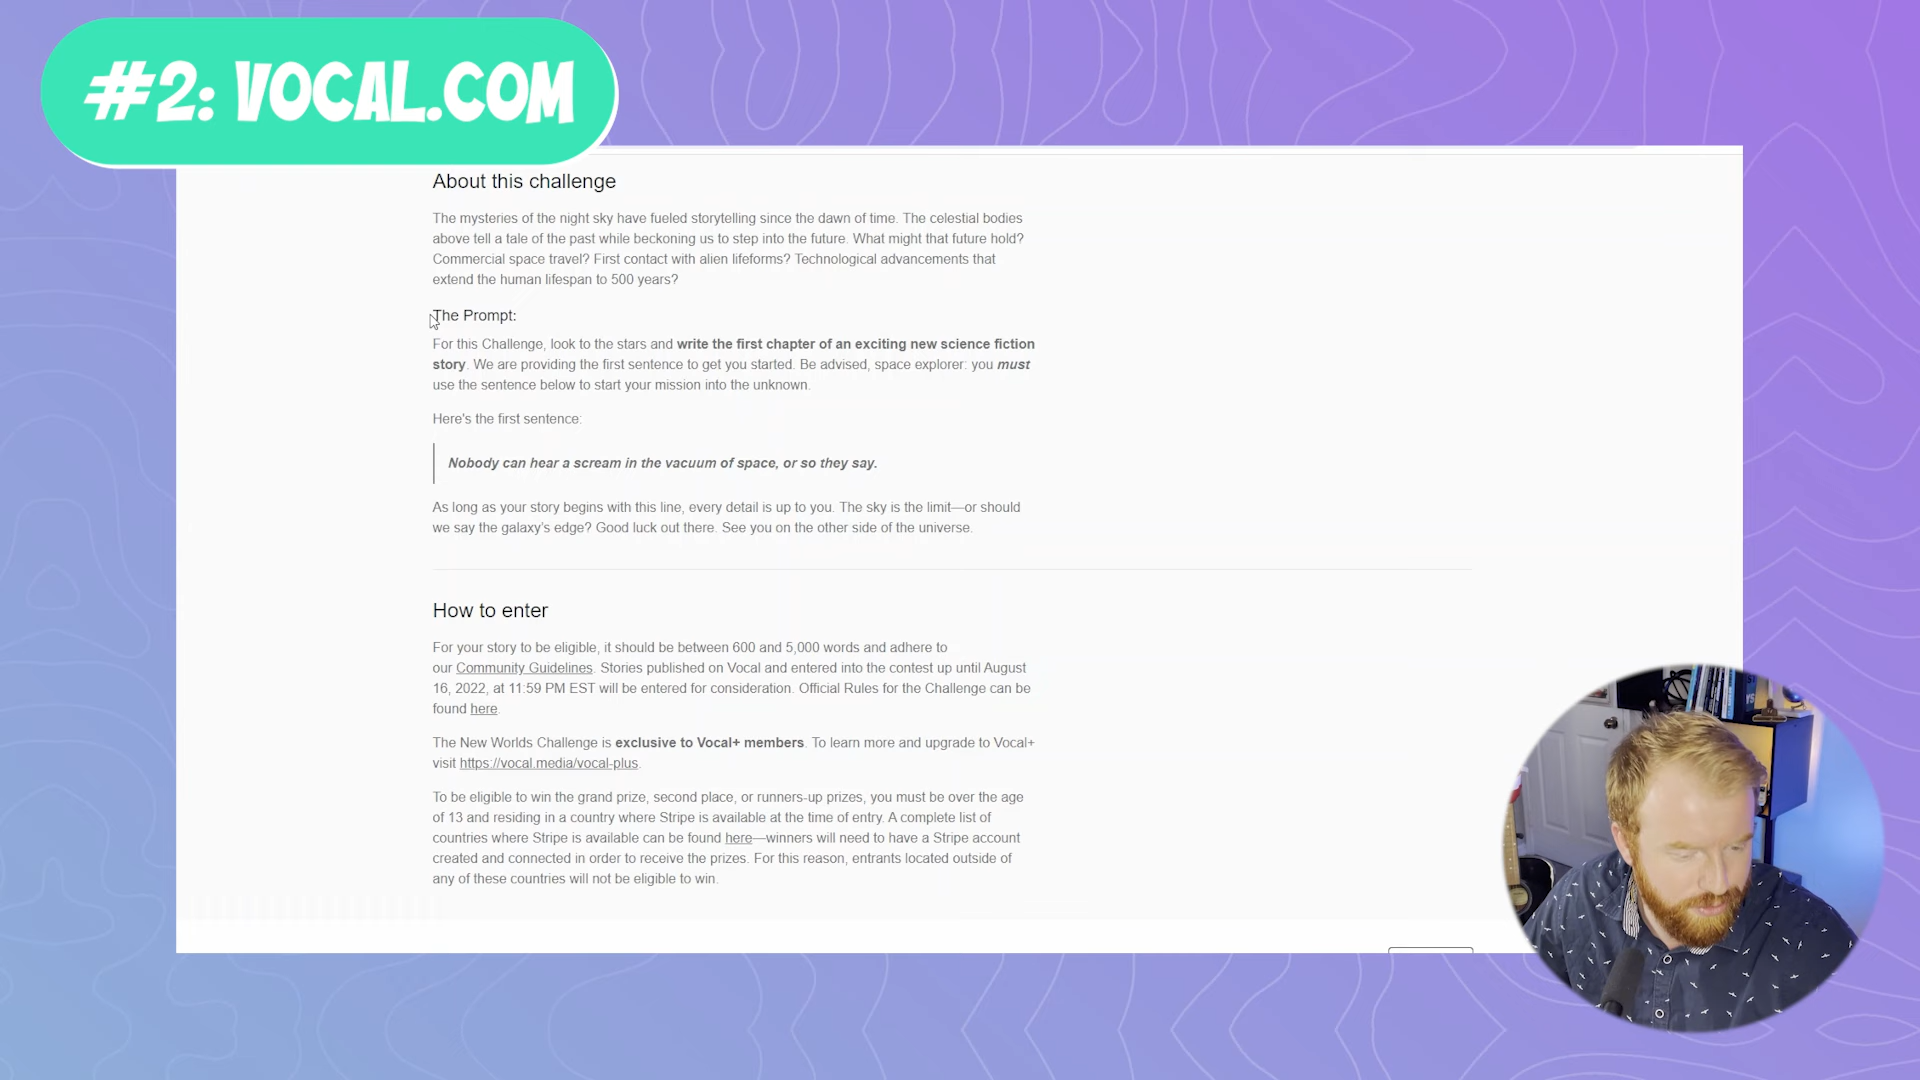 #2: VOCAL.COM
About this challenge
The mysteries of the night sky have fueled storytelling since the dawn of time. The celestial bodies
above tell a tale of the past while beckoning us to step into the future. What might that future hold?
Commercial space travel? First contact with alien lifeforms? Technological advancements that
extend the human lifespan to 500 years?
The Prompt:
For this Challenge, look to the stars and write the first chapter of an exciting new science fiction
story. We are providing the first sentence to get you started. Be advised, space explorer: you must
use the sentence below to start your mission into the unknown.
Here's the first sentence:
Nobody can hear a scream in the vacuum of space, or so they say.
As long as your story begins with this line, every detail is up to you. The sky is the limit—or should
we say the galaxy's edge? Good luck out there. See you on the other side of the universe.
How to enter
For your story to be eligible, it should be between 600 and 5,000 words and adhere to
our Community Guidelines. Stories published on Vocal and entered into the contest up until August
16, 2022, at 11:59 PM EST will be entered for consideration. Official Rules for the Challenge can be
found here.
The New Worlds Challenge is exclusive to Vocal+ members. To learn more and upgrade to Vocal+
visit https://vocal.media/vocal-plus.
To be eligible to win the grand prize, second place, or runners-up prizes, you must be over the age
of 13 and residing in a country where Stripe is available at the time of entry. A complete list of
countries where Stripe is available can be found here—winners will need to have a Stripe account
created and connected in order to receive the prizes. For this reason, entrants located outside of
any of these countries will not be eligible to win.